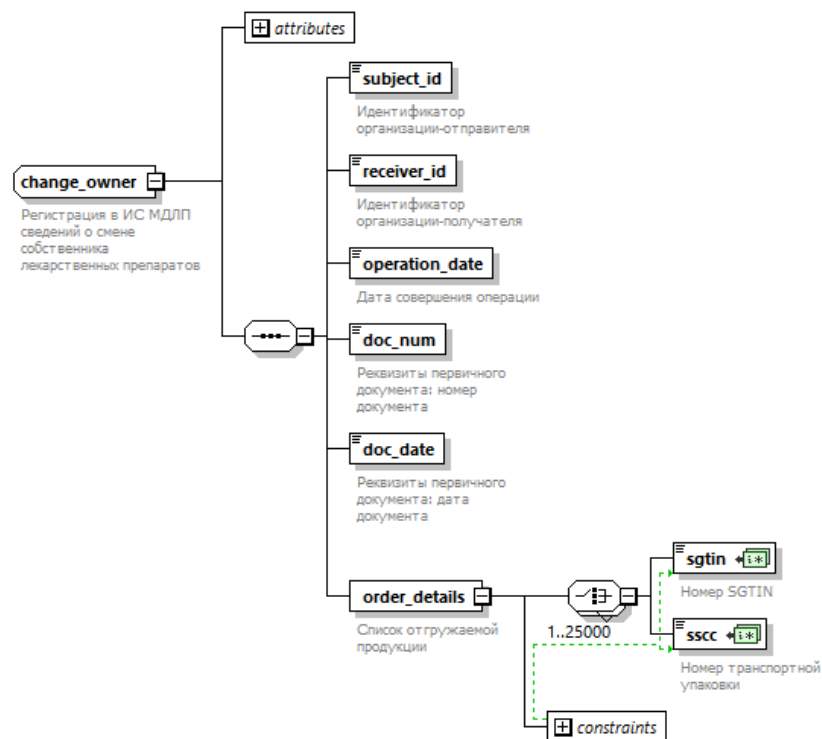 attributes
subject_id
Идентификатор
организации-отправителя
change_owner
Регистрация в ИС МДЛП
сведений о смене
собственника
лекарственных препаратов
receiver_id
Идентификатор
организации-получателя
operation_date
Дата совершения операции
doc_num
Реквизиты первичного
документа: номер
документа
doc_date
Реквизиты первичного
документа: дата
документа
order_details
Список отгружаемой
продукции
1..25000
sgtin
i*
Номер SGTIN
sscc
i*
Номер транспортной
упаковки
constraints